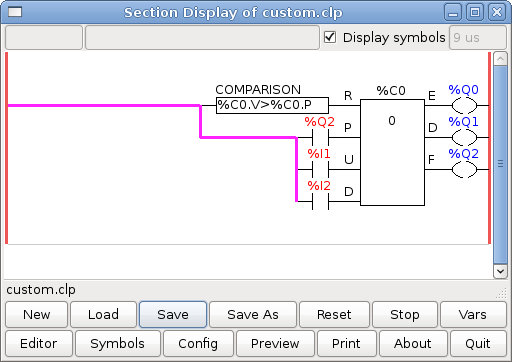 Section Display of custom.clp
Display symbols
9 us
COMPARISON
%C0.V>%C0.P
R
%C0
E
%Q0
0
%Q2
P
D
%Q1
%I1
U
F
%Q2
%I2
D
custom.clp
New Load Save Save As Reset Stop Vars
Editor Symbols Config Preview Print About Quit